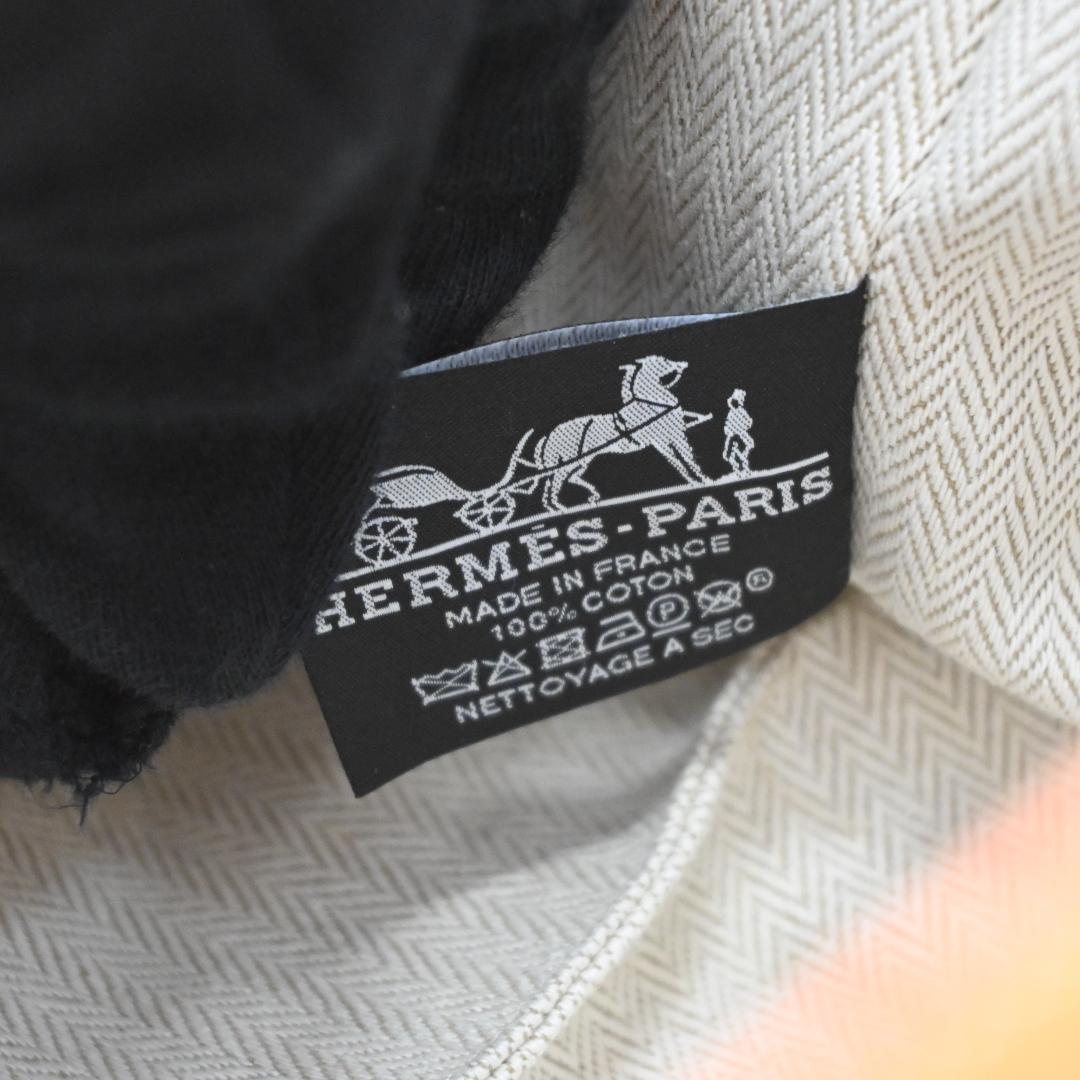 HERMÈS-PARIS
MADE IN FRANCE
100% COTON
P
NETTOYAGE A SEC